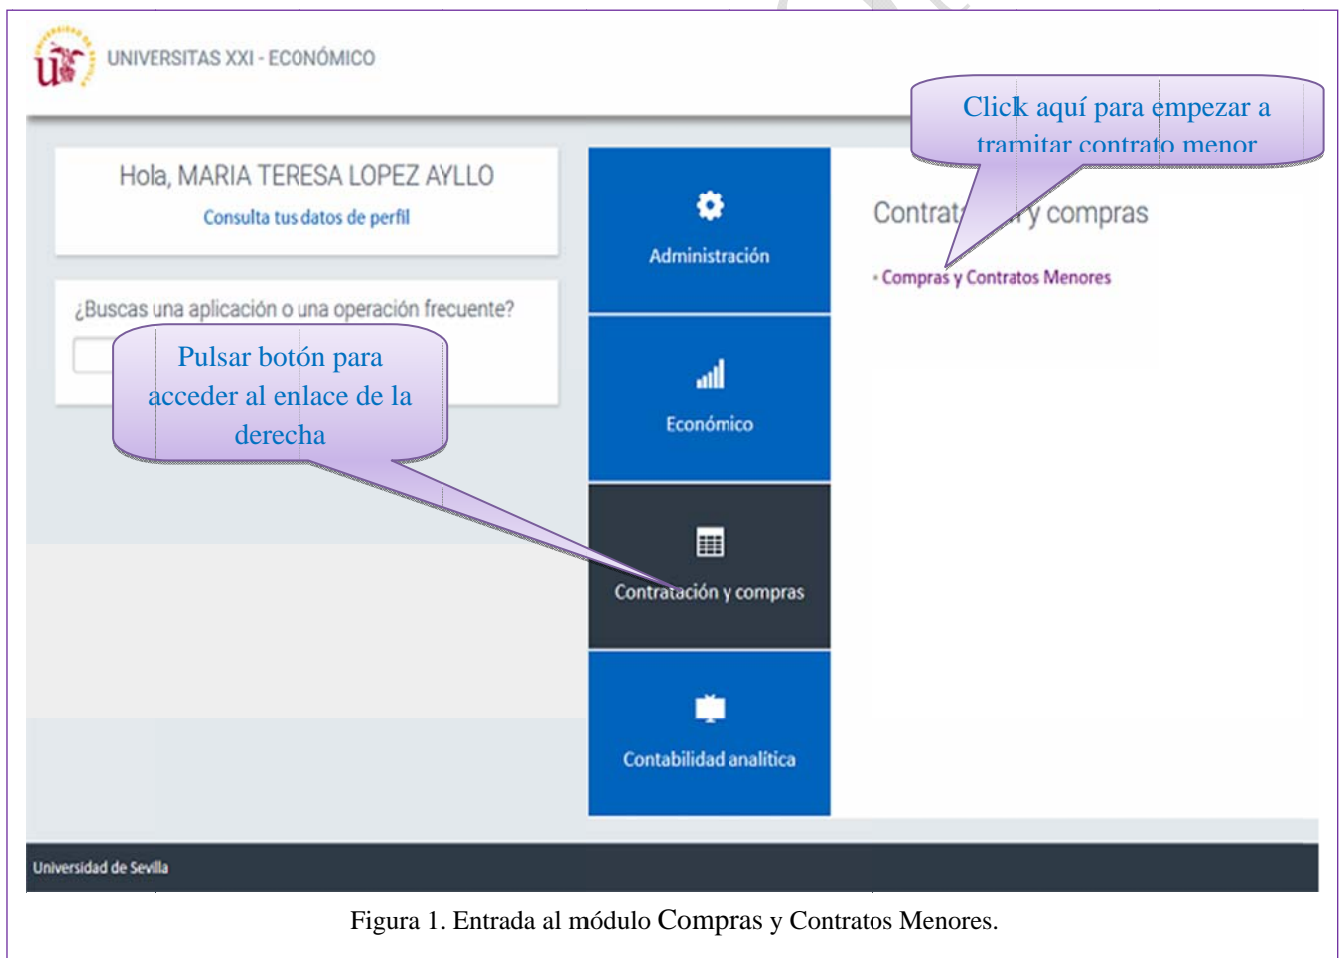 UNIVERSITAS XXI - ECONÓMICO
Click aquí para empezar a
tramitar contrato menor
Hola, MARIA TERESA LOPEZ AYLLO
Consulta tus datos de perfil
¿Buscas una aplicación o una operación frecuente?
Pulsar botón para
acceder al enlace de la
derecha
Administración
Económico
Contratación y compras
Contabilidad analítica
Contrata y compras
- Compras y Contratos Menores
Universidad de Sevilla
Figura 1. Entrada al módulo Compras y Contratos Menores.